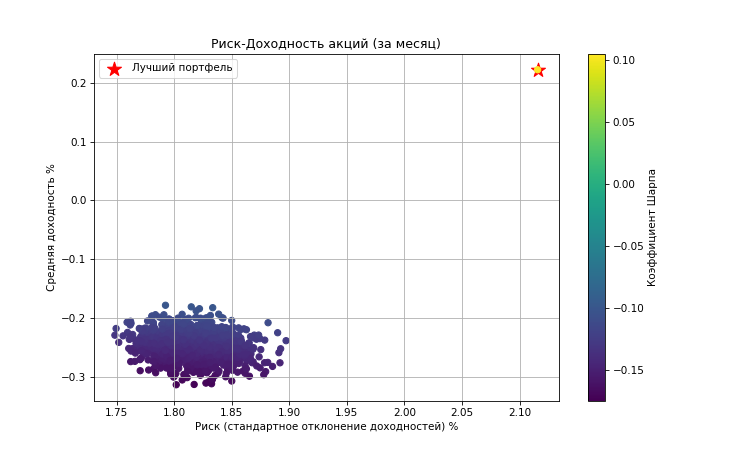 Риск-Доходность акций (за месяц)
Лучший портфель
0.2
0.1
0.0
−0.1
−0.2
−0.3
Средняя доходность %
1.75 1.80 1.85 1.90 1.95 2.00 2.05 2.10
Риск (стандартное отклонение доходностей) %
0.10
0.05
0.00
−0.05
−0.10
−0.15
Коэффициент Шарпа